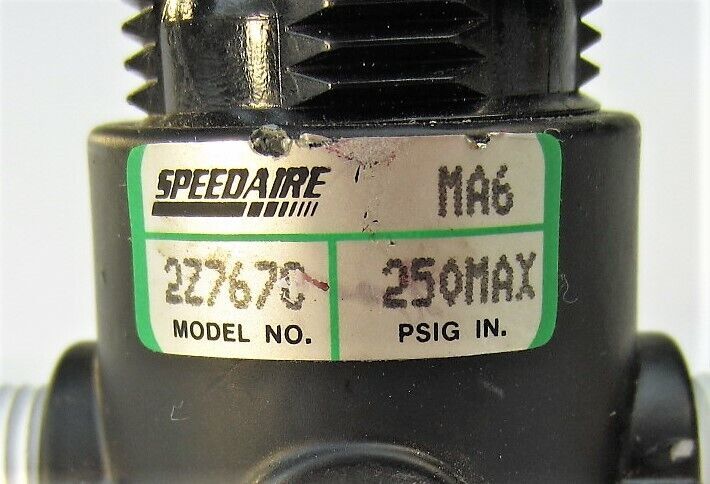 SPEEDAIRE MA6
2Z767C 250MAX
MODEL NO. PSIG IN.